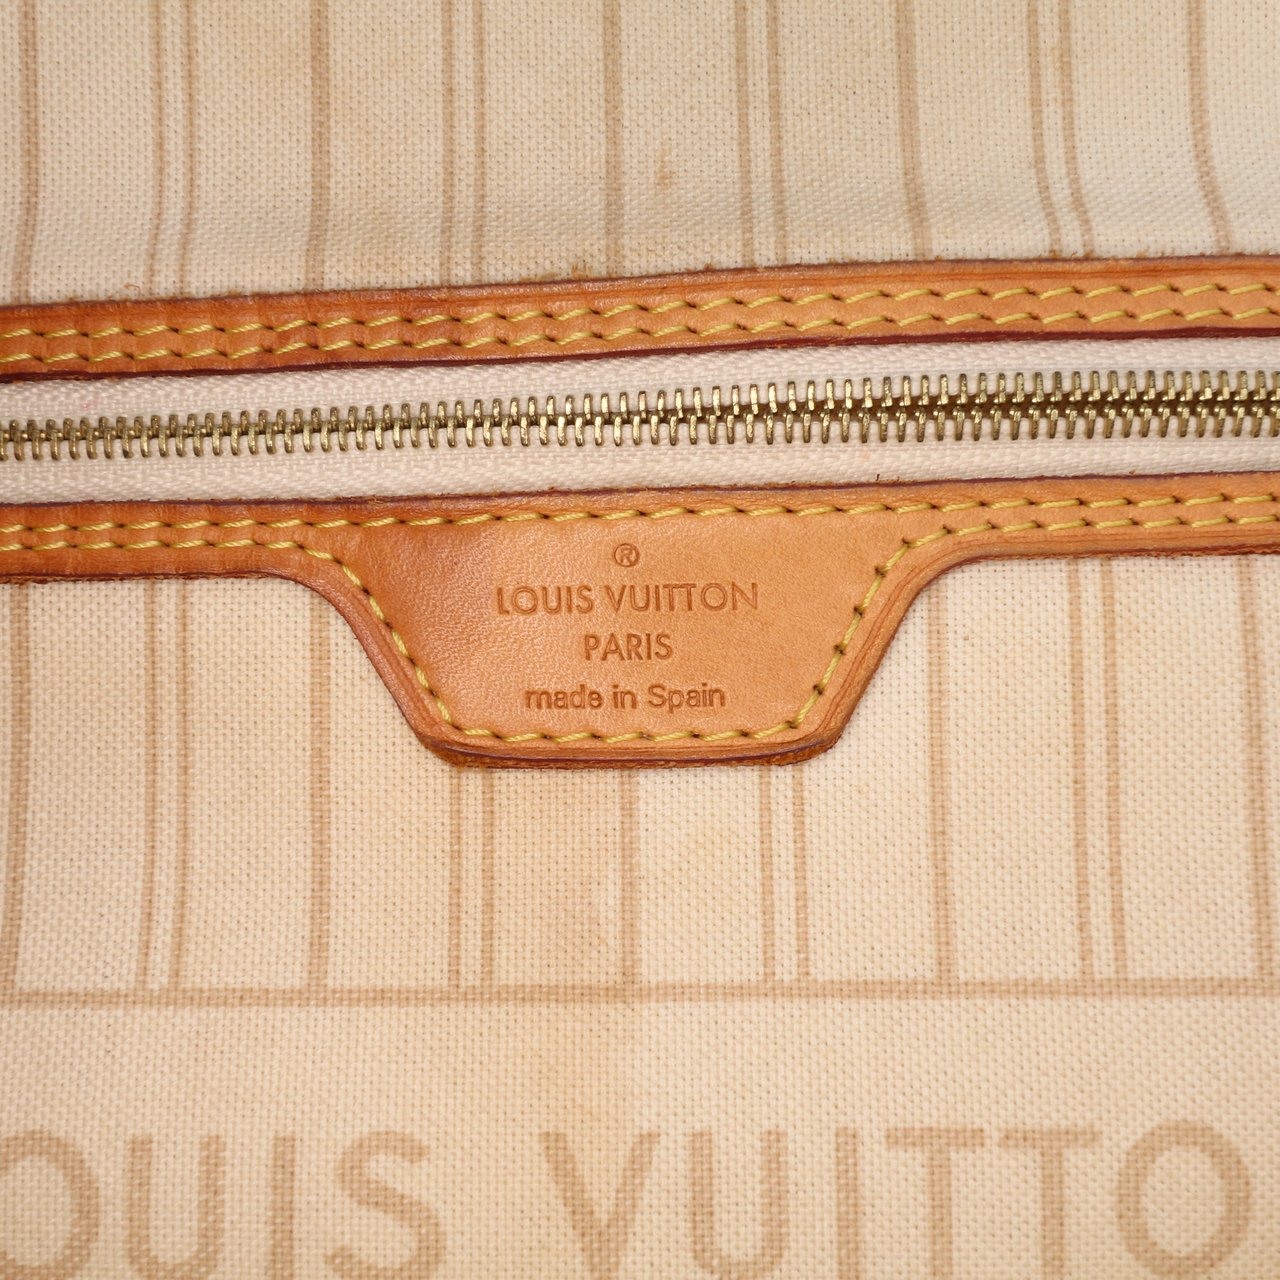 ®
LOUIS VUITTON
PARIS
made in Spain
OUIS VUITTO